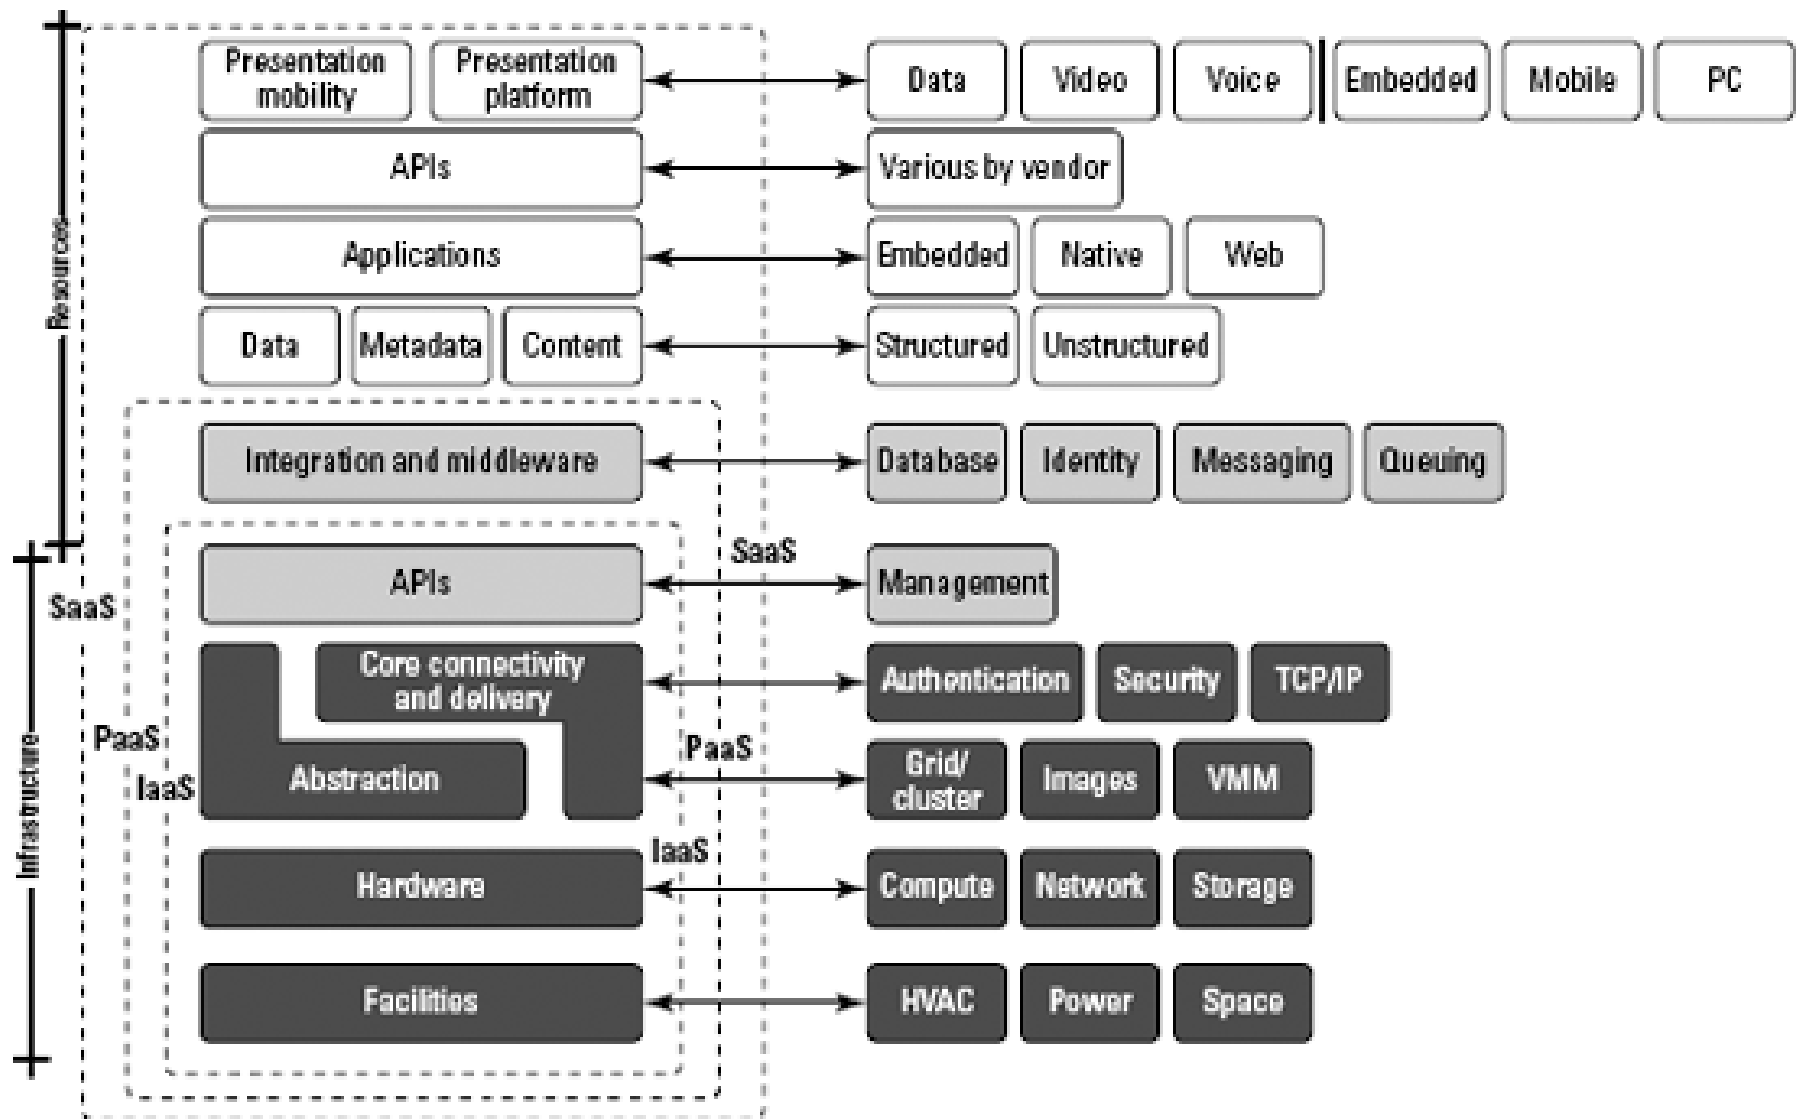 Presentation
mobility
Presentation
platform
Data
Video
Voice
Embedded
Mobile
PC
APIs
Various by vendor
Applications
Embedded
Native
Web
Resources
Data
Metadata
Content
Structured
Unstructured
Integration and middleware
Database
Identity
Messaging
Queuing
SaaS
APIs
Management
SaaS
Core connectivity
and delivery
Authentication
Security
TCP/IP
PaaS
PaaS
Infrastructure
IaaS
Abstraction
Grid/
cluster
Images
VMM
IaaS
Hardware
Compute
Network
Storage
Facilities
HVAC
Power
Space